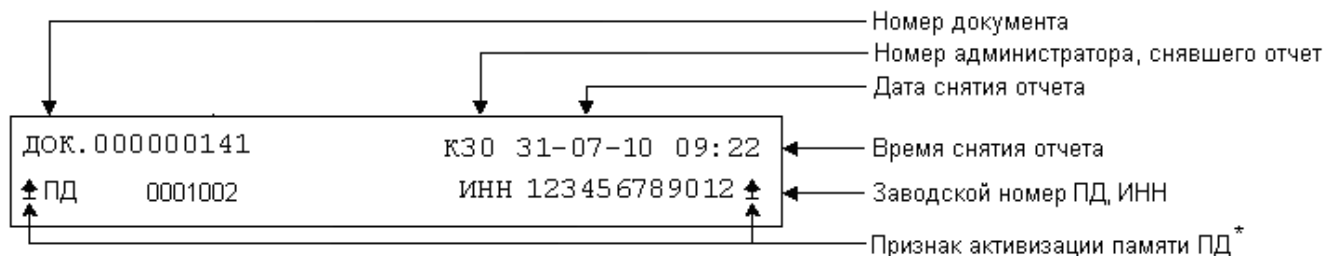 Номер документа
Номер администратора, снявшего отчет
Дата снятия отчета
ДОК.000000141 К30 31-07-10 09:22
Время снятия отчета
ПД 0001002 ИНН 123456789012
Заводской номер ПД, ИНН
Признак активизации памяти ПД*